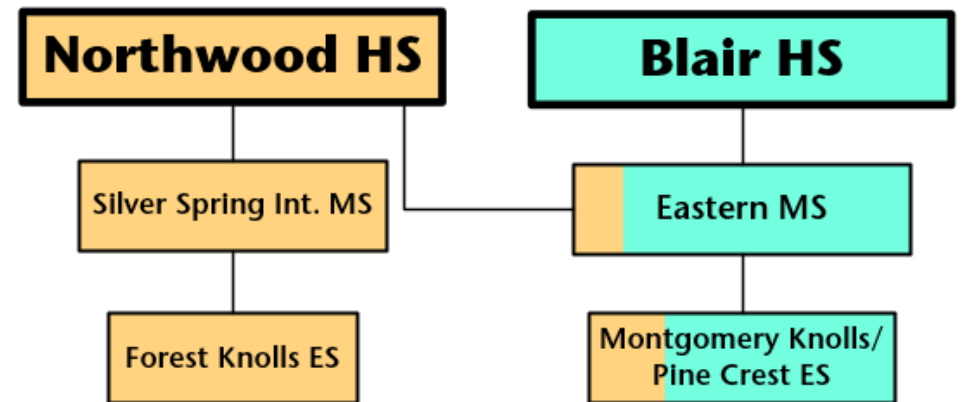 Northwood HS
Blair HS
Silver Spring Int. MS
Eastern MS
Forest Knolls ES
Montgomery Knolls/
Pine Crest ES